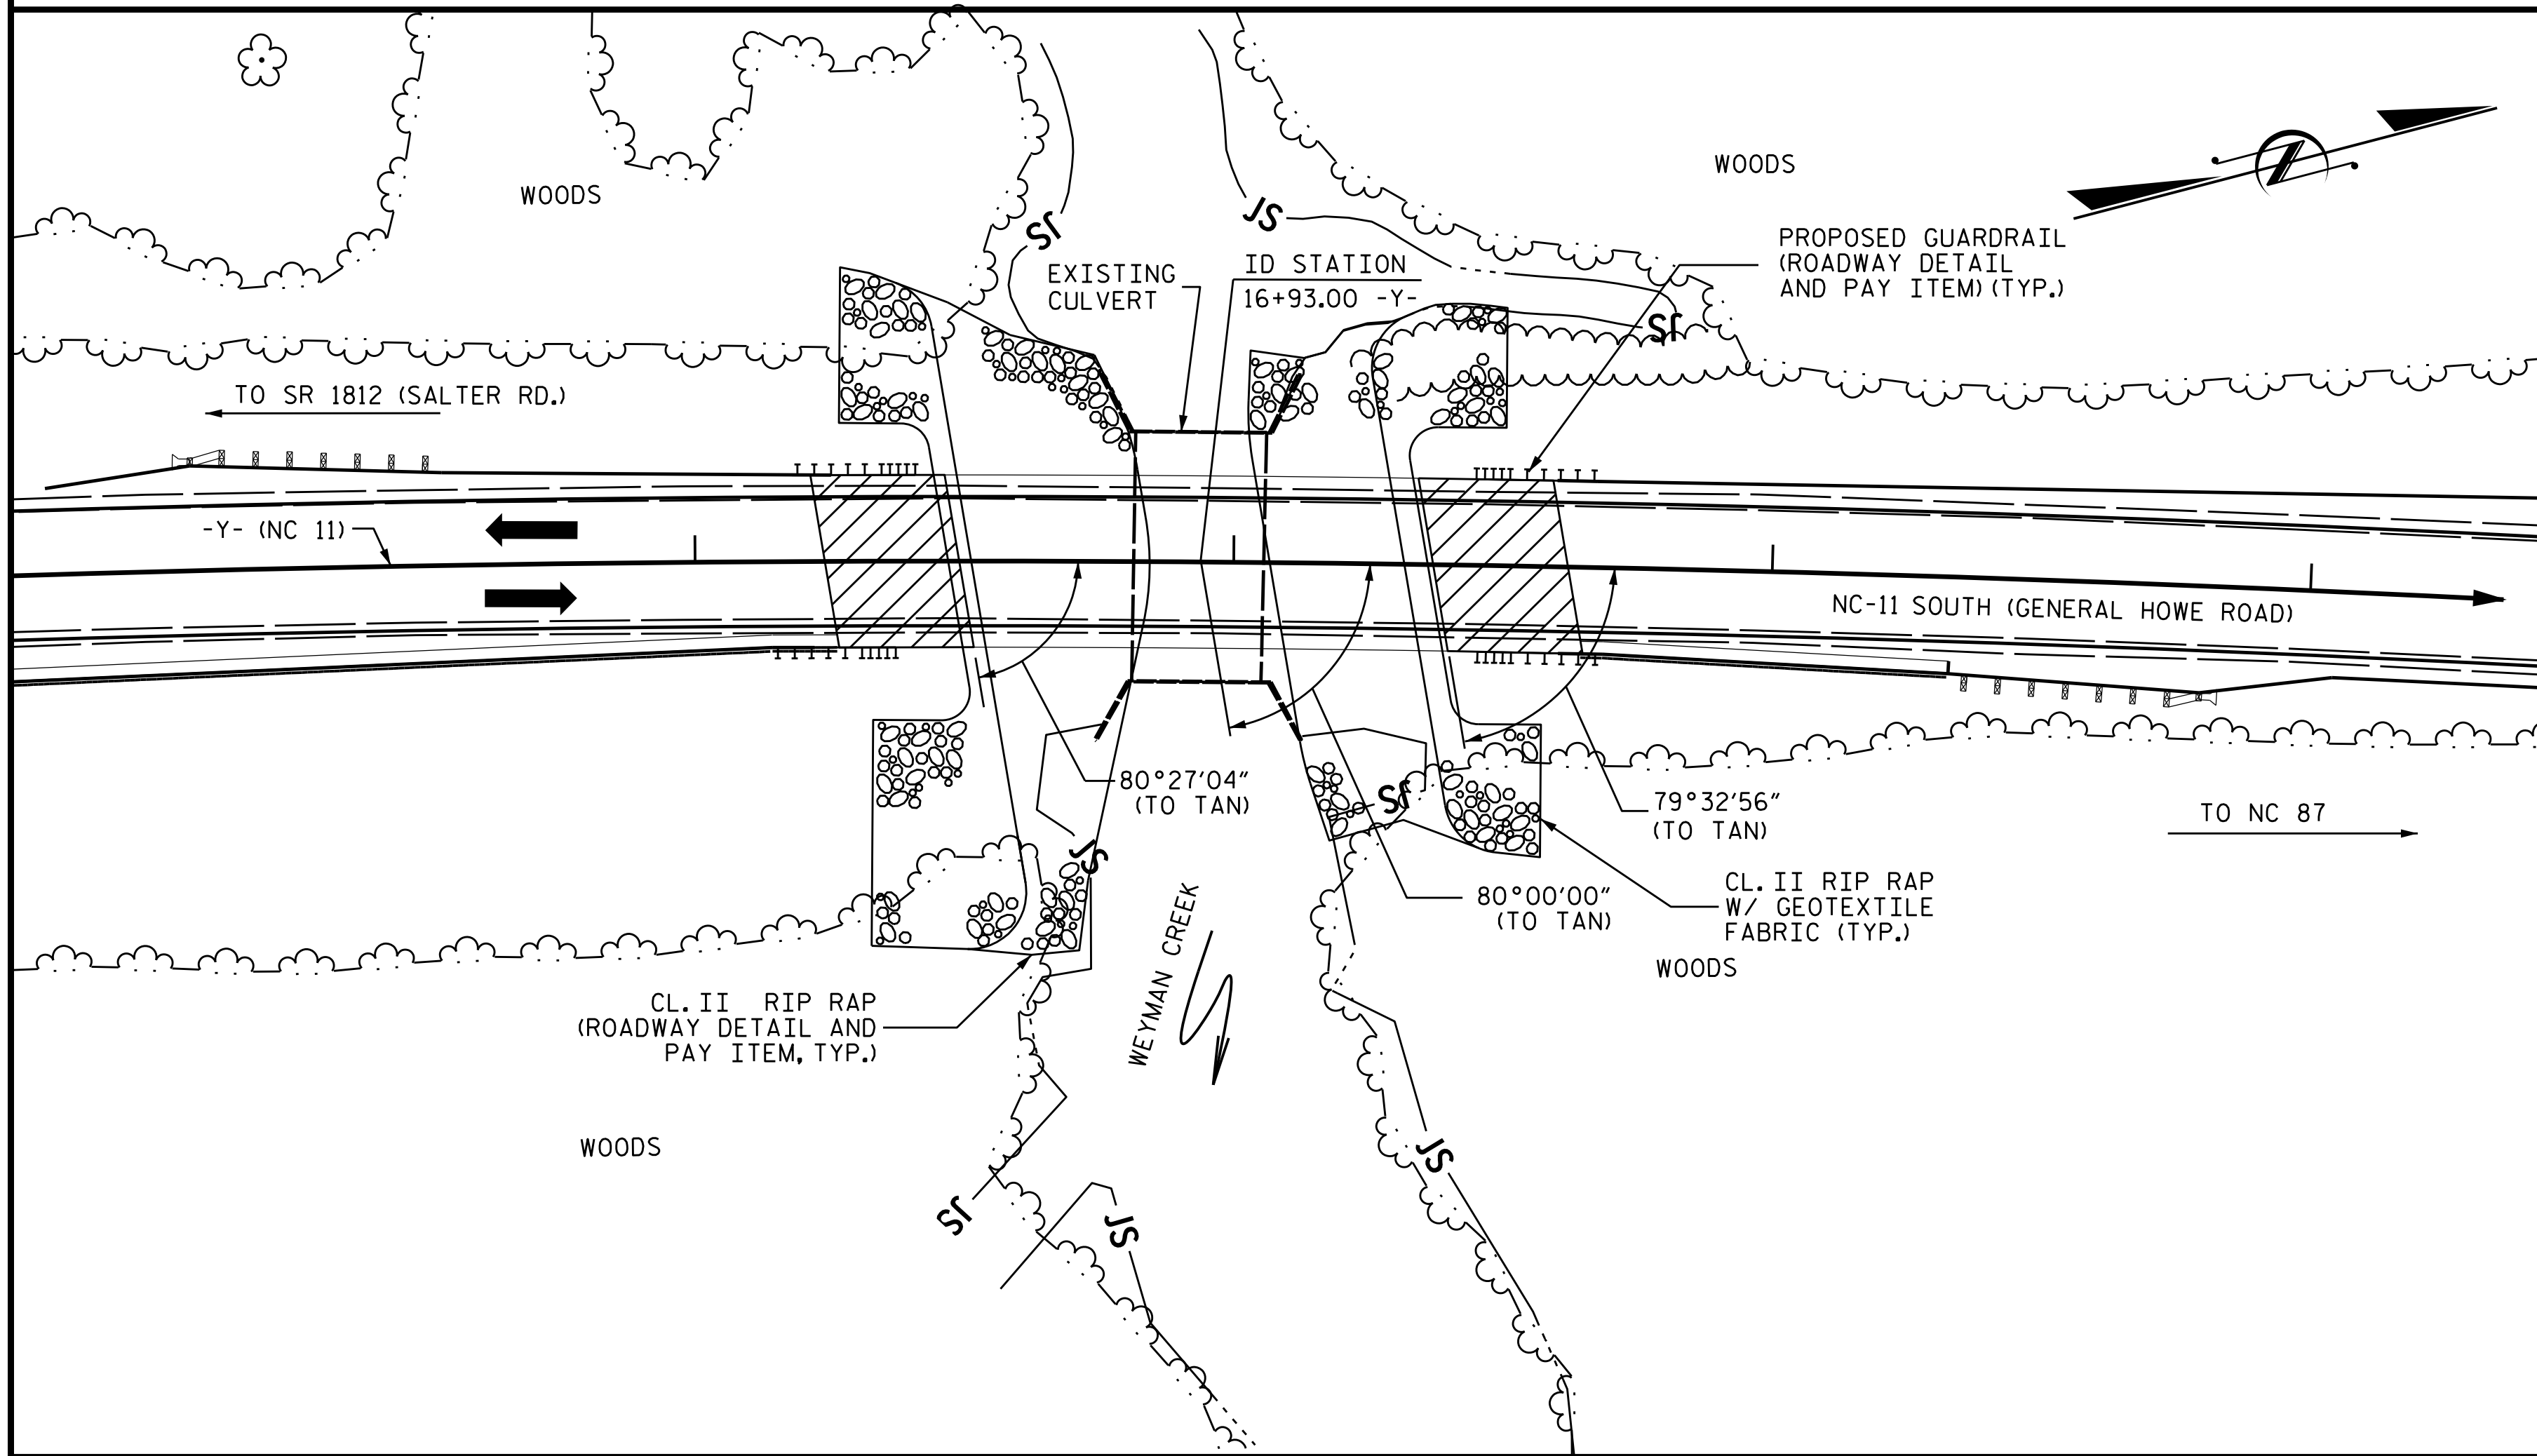 WOODS
WOODS
PROPOSED GUARDRAIL
(ROADWAY DETAIL
AND PAY ITEM) (TYP.)
JS
JS
EXISTING
CULVERT
ID STATION
16+93.00 -Y-
JS
TO SR 1812 (SALTER RD.)
-Y- (NC 11)
NC-11 SOUTH (GENERAL HOWE ROAD)
80°27'04"
(TO TAN)
JS
79°32'56"
(TO TAN)
TO NC 87
JS
80°00'00"
(TO TAN)
CL. II RIP RAP
W/ GEOTEXTILE
FABRIC (TYP.)
WOODS
WEYMAN CREEK
CL. II RIP RAP
(ROADWAY DETAIL AND
PAY ITEM, TYP.)
WOODS
JS
JS
JS